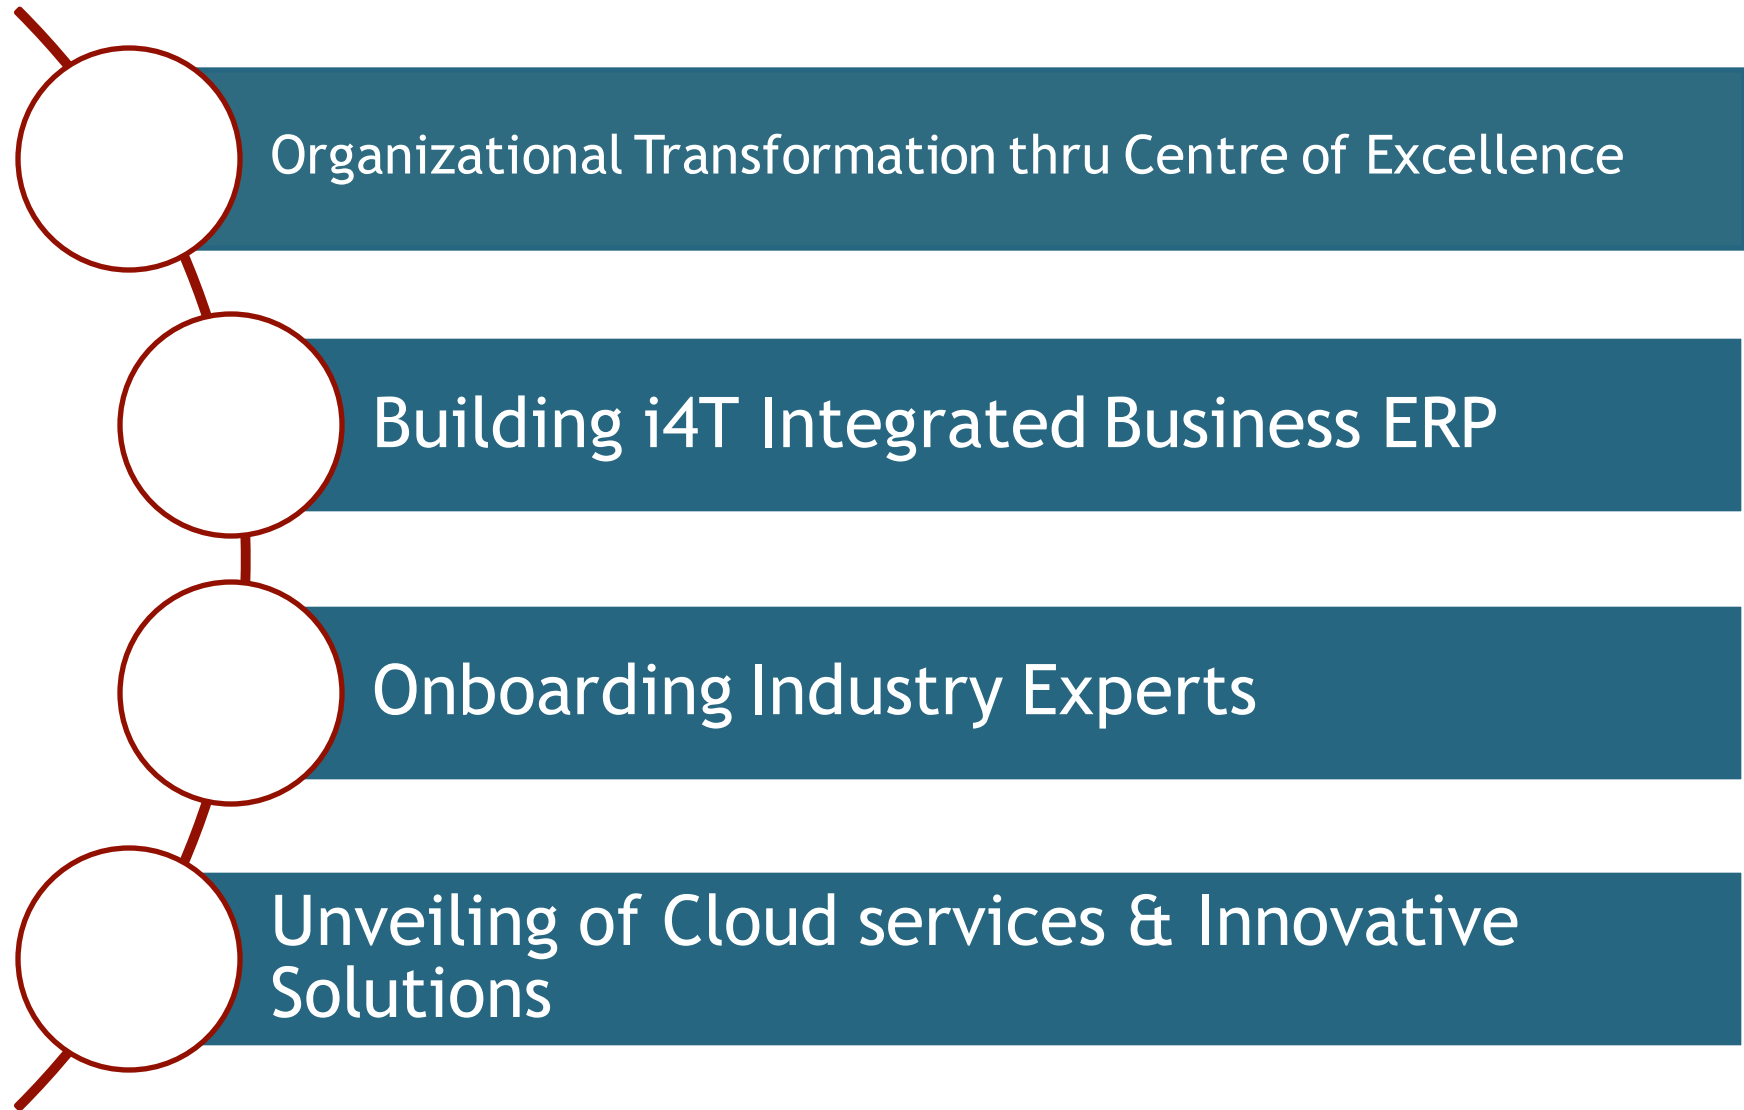 Organizational Transformation thru Centre of Excellence
Building i4T Integrated Business ERP
Onboarding Industry Experts
Unveiling of Cloud services & Innovative
Solutions